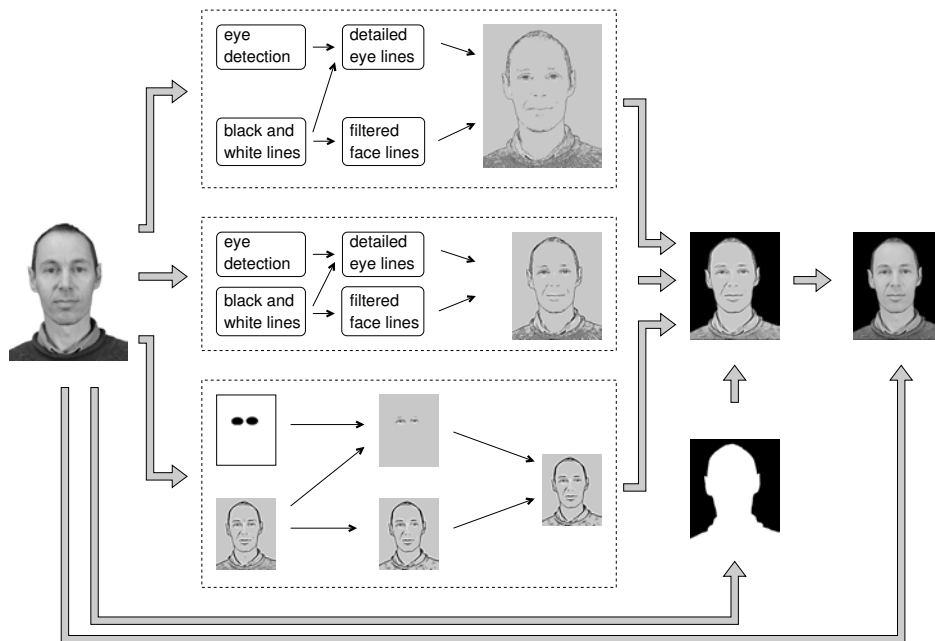 eye
detection
detailed
eye lines
black and
white lines
filtered
face lines
eye
detection
detailed
eye lines
black and
white lines
filtered
face lines